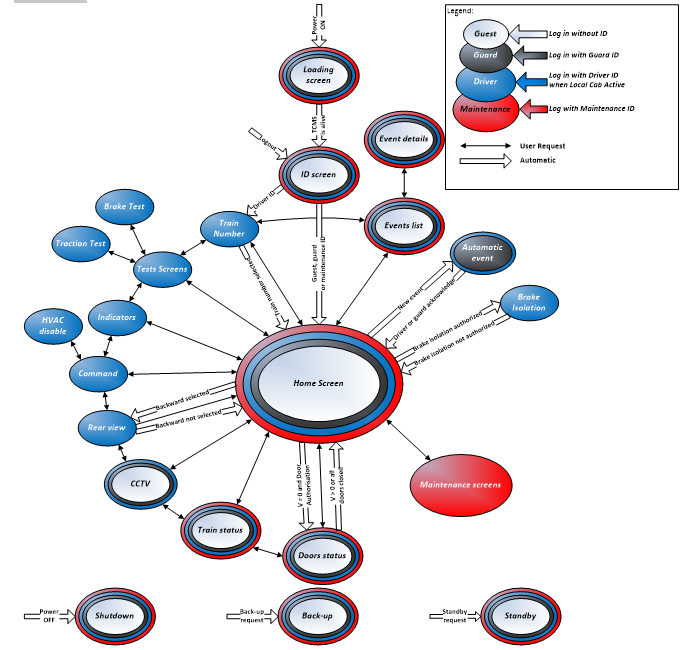 Legend:
Guest
Log in without ID
Guard
Log in with Guard ID
Driver
Log in with Driver ID
when Local Cab Active
Maintenance
Log with Maintenance ID
User Request
Automatic
Power
ON
Loading
screen
TCMS
is alive
Logout
ID screen
Event details
Driver ID
Guest, guard
or maintenance ID
Events list
Brake Test
Train
Number
Traction Test
Tests Screens
Train number selected
Automatic
event
New event
Driver or guard acknowledge
Brake
Isolation
Brake isolation authorized
Brake isolation not authorized
HVAC
disable
Indicators
Command
Home Screen
Backward selected
Backward not selected
Rear view
CCTV
V = 0 and Door
Authorisation
V > 0 or all
doors closed
Maintenance screens
Train status
Doors status
Power
OFF
Shutdown
Back-up
request
Back-up
Standby
request
Standby